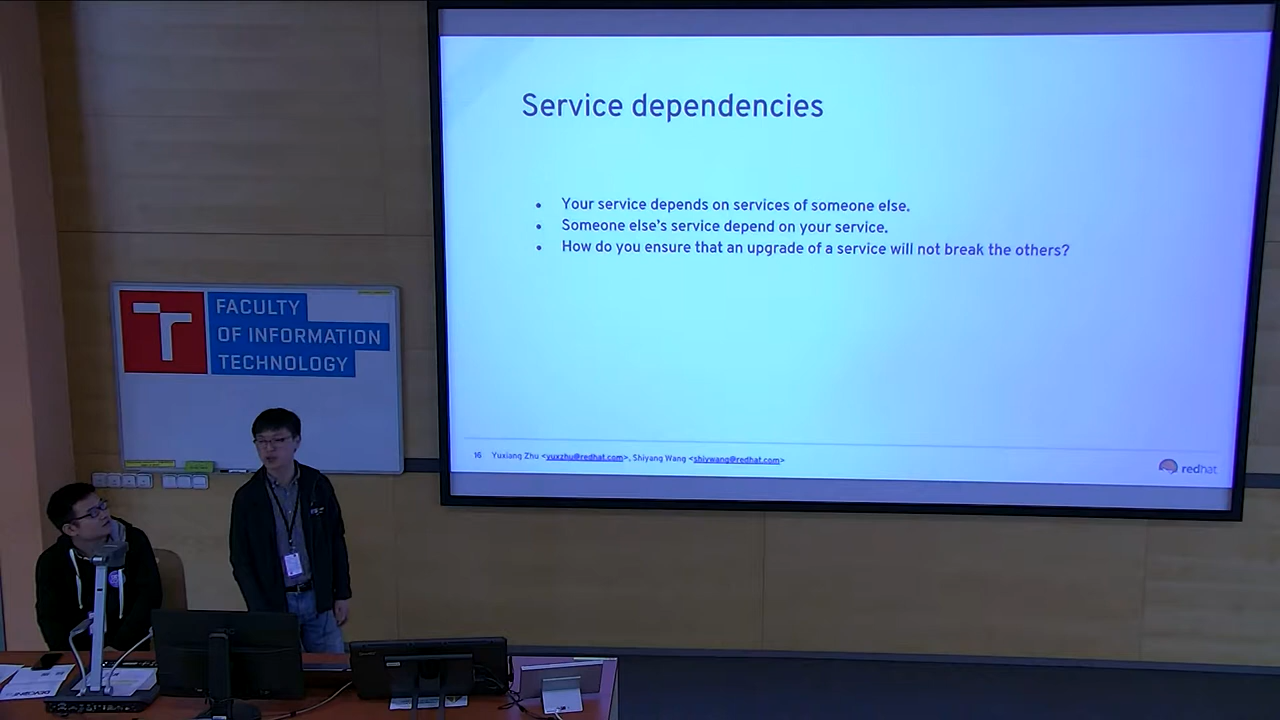 Service dependencies
• Your service depends on services of someone else.
• Someone else's service depend on your service.
• How do you ensure that an upgrade of a service will not break the others?
16 Yuxiang Zhu <yuxzhu@redhat.com>, Shiyang Wang <shiywang@redhat.com>
redhat
FACULTY
OF INFORMATION
TECHNOLOGY